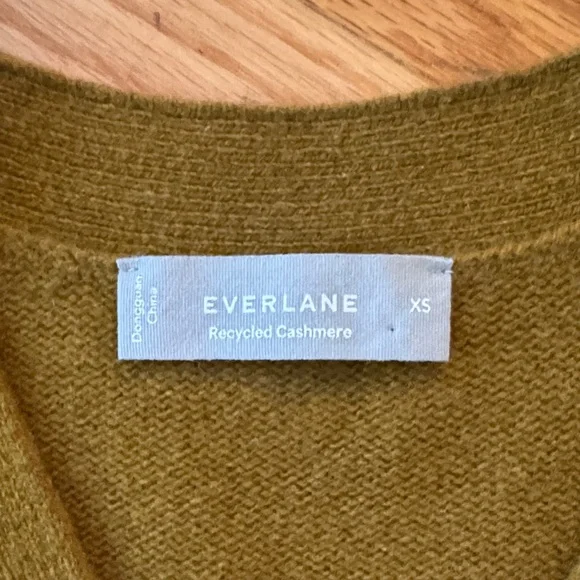 Dongguan
China
EVERLANE
Recycled Cashmere
XS